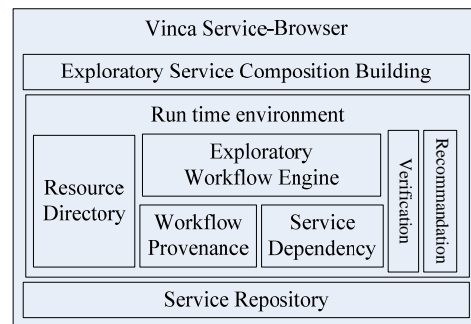 Vinca Service-Browser
Exploratory Service Composition Building
Run time environment
Resource
Directory
Exploratory
Workflow Engine
Workflow
Provenance
Service
Dependency
Verification
Recommandation
Service Repository